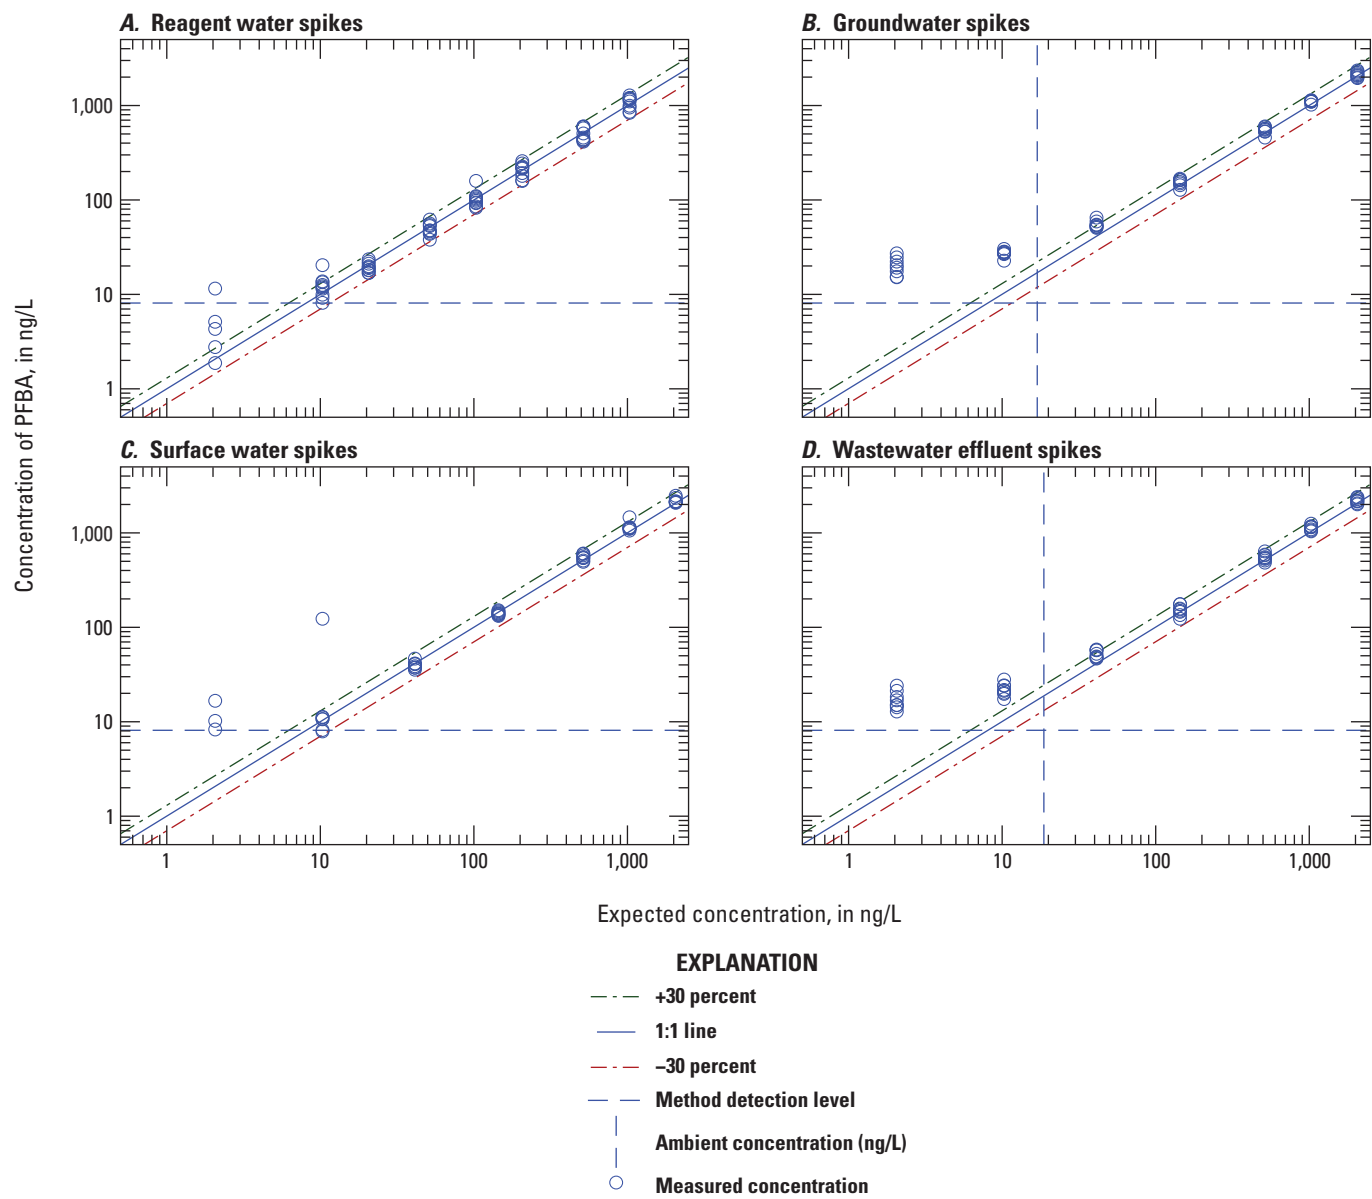 A. Reagent water spikes
B. Groundwater spikes
1,000
100
10
1
C. Surface water spikes
D. Wastewater effluent spikes
1,000
100
10
1
1 10 100 1,000
1 10 100 1,000
Concentration of PFBA, in ng/L
Expected concentration, in ng/L
EXPLANATION
+30 percent
1:1 line
–30 percent
Method detection level
Ambient concentration (ng/L)
Measured concentration